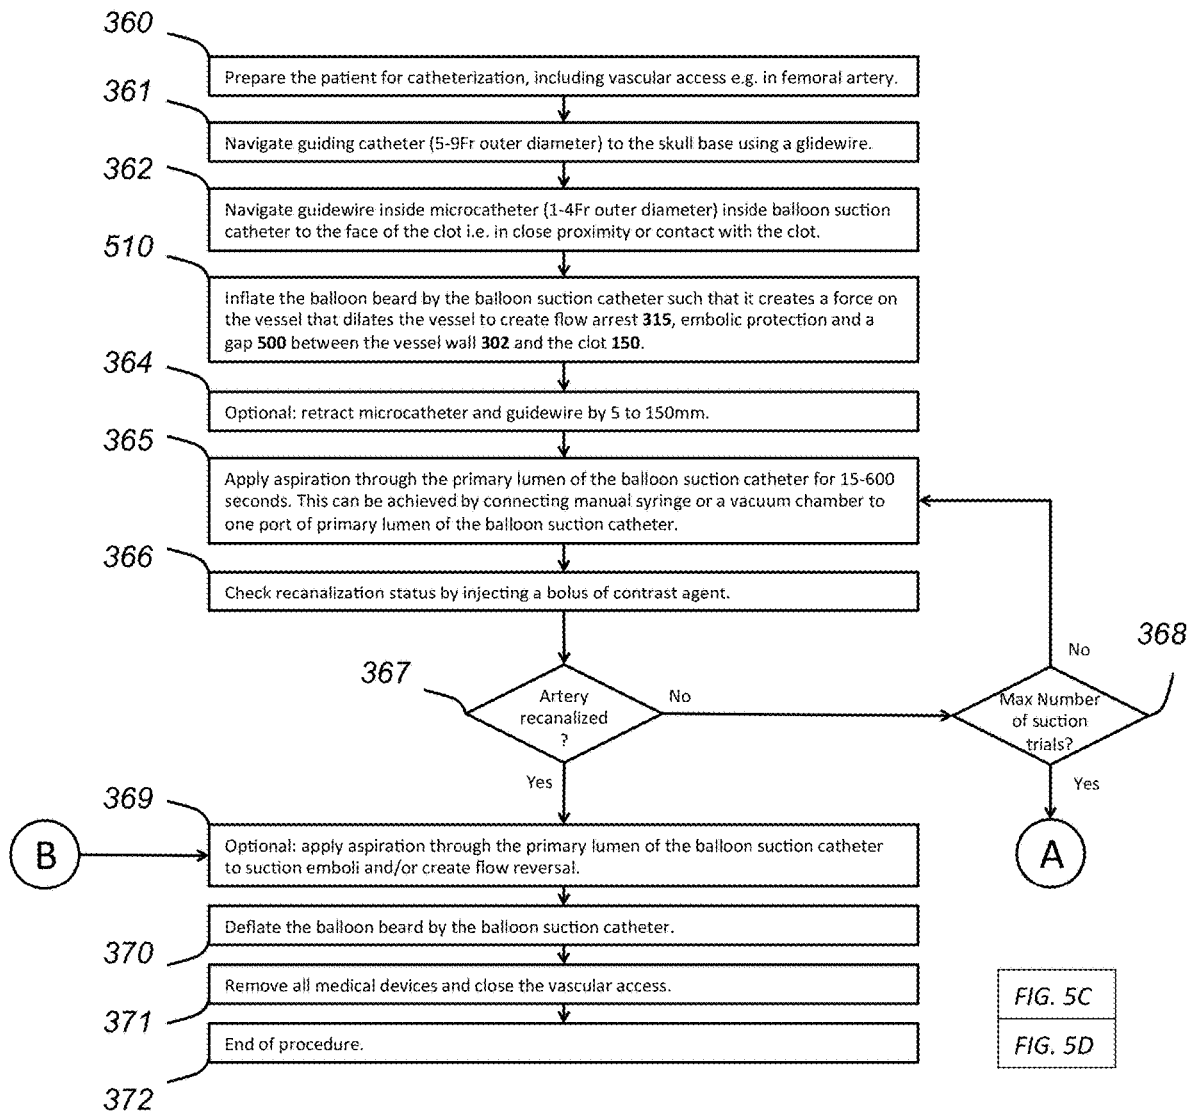 360
Prepare the patient for catheterization, including vascular access e.g. in femoral artery.
361
Navigate guiding catheter (5-9Fr outer diameter) to the skull base using a glidewire.
362
Navigate guidewire inside microcatheter (1-4Fr outer diameter) inside balloon suction
catheter to the face of the clot i.e. in close proximity or contact with the clot.
510
Inflate the balloon beard by the balloon suction catheter such that it creates a force on
the vessel that dilates the vessel to create flow arrest 315, embolic protection and a
gap 500 between the vessel wall 302 and the clot 150.
364
Optional: retract microcatheter and guidewire by 5 to 150mm.
365
Apply aspiration through the primary lumen of the balloon suction catheter for 15-600
seconds. This can be achieved by connecting manual syringe or a vacuum chamber to
one port of primary lumen of the balloon suction catheter.
366
Check recanalization status by injecting a bolus of contrast agent.
367
Artery
recanalized
?
No
Yes
368
Max Number
of suction
trials?
No
Yes
A
369
B
Optional: apply aspiration through the primary lumen of the balloon suction catheter
to suction emboli and/or create flow reversal.
370
Deflate the balloon beard by the balloon suction catheter.
371
Remove all medical devices and close the vascular access.
372
End of procedure.
FIG. 5C
FIG. 5D